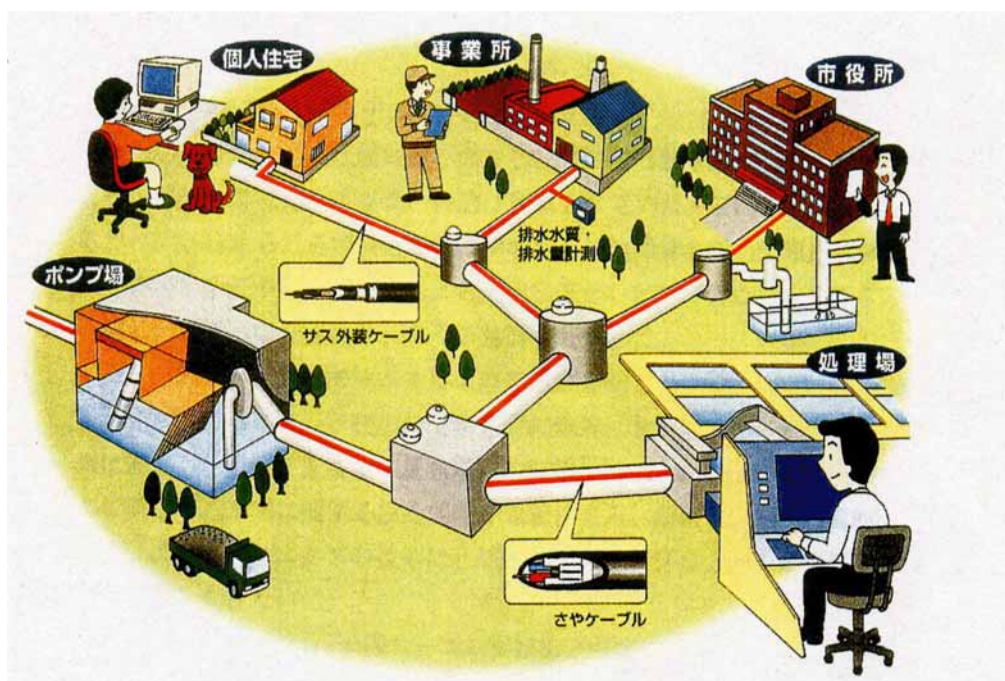 個人住宅
事業所
市役所
排水水質・
排水量計測
ポンプ場
サス外装ケーブル
処理場
さやケーブル